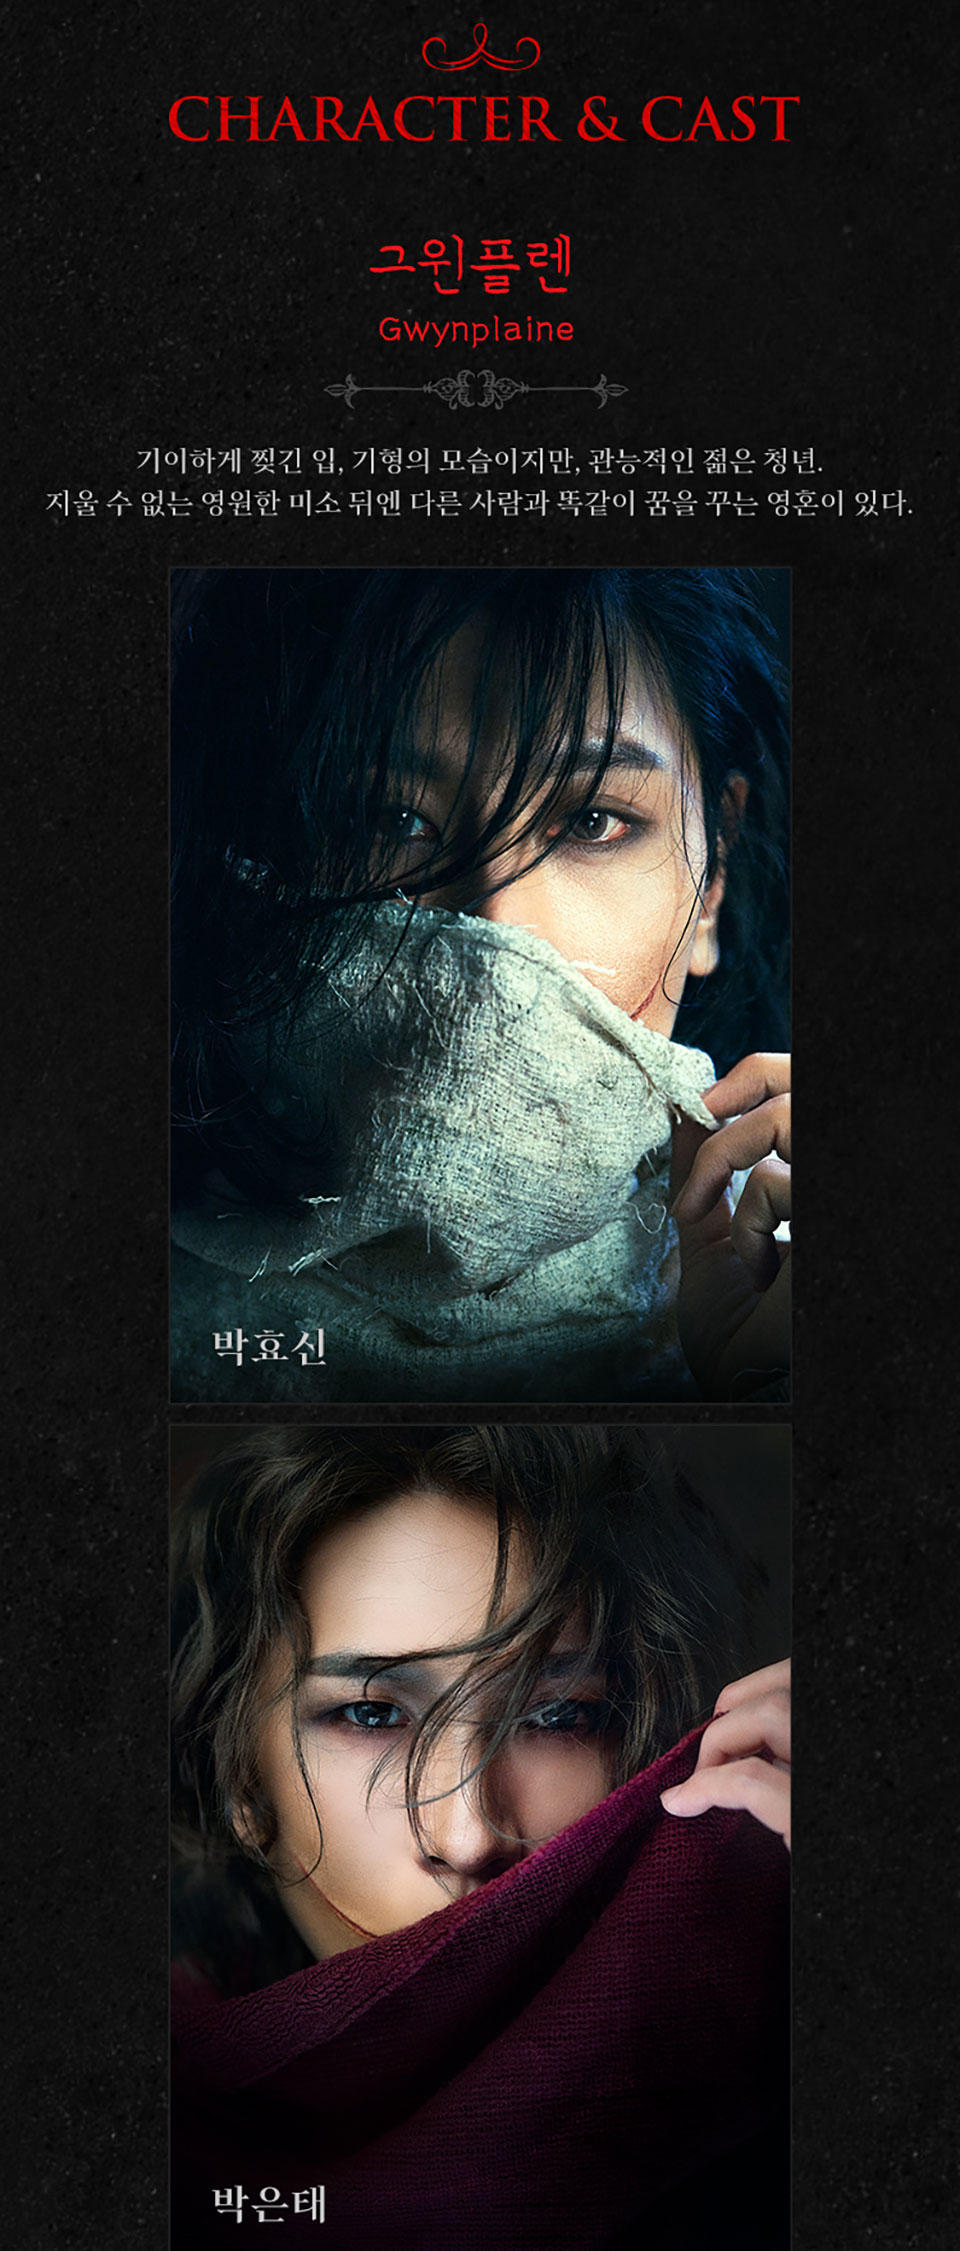 CHARACTER & CAST
그윈플렌
Gwynplaine
기이하게 찢긴 입, 기형의 모습이지만, 관능적인 젊은 청년.
지울 수 없는 영원한 미소 뒤엔 다른 사람과 똑같이 꿈을 꾸는 영혼이 있다.
박효신
박은태